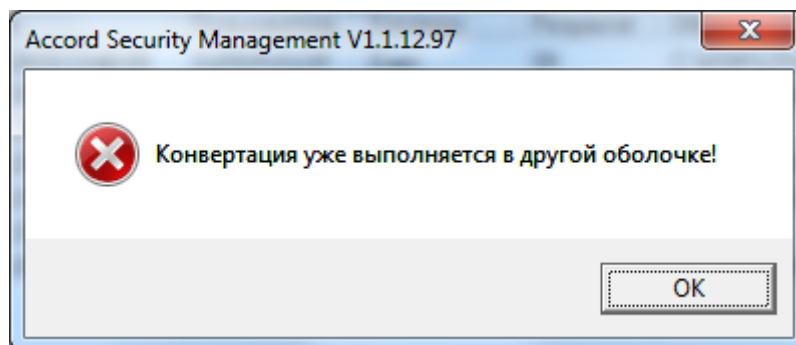 Accord Security Management V1.1.12.97
Конвертация уже выполняется в другой оболочке!
OK